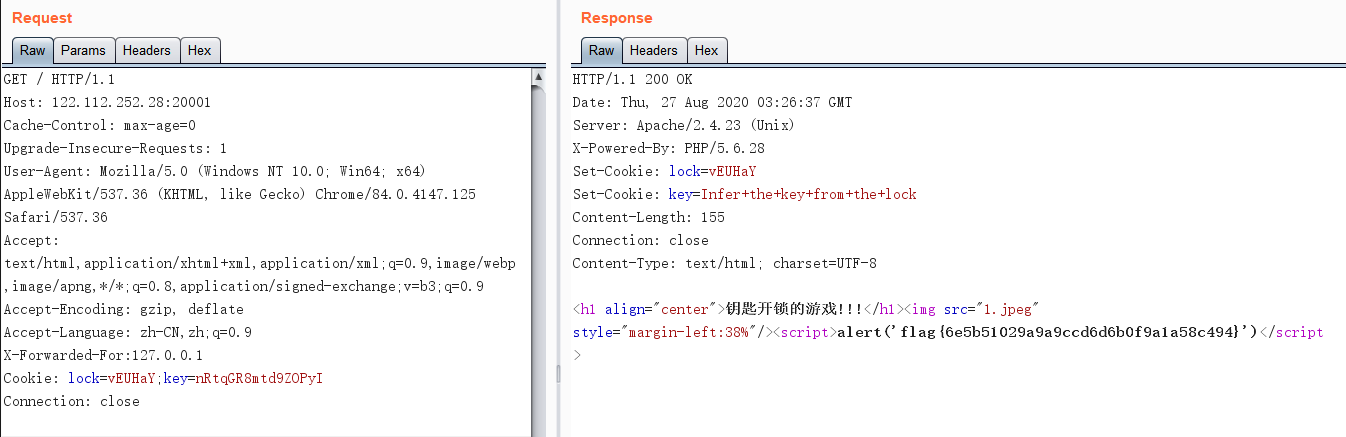 Request
Raw Params Headers Hex
GET / HTTP/1.1
Host: 122.112.252.28:20001
Cache-Control: max-age=0
Upgrade-Insecure-Requests: 1
User-Agent: Mozilla/5.0 (Windows NT 10.0; Win64; x64)
AppleWebKit/537.36 (KHTML, like Gecko) Chrome/84.0.4147.125
Safari/537.36
Accept:
text/html,application/xhtml+xml,application/xml;q=0.9,image/webp
,image/apng,*/*;q=0.8,application/signed-exchange;v=b3;q=0.9
Accept-Encoding: gzip, deflate
Accept-Language: zh-CN,zh;q=0.9
X-Forwarded-For:127.0.0.1
Cookie: lock=vEUHaY;key=nRtqGR8mtd9ZOPyI
Connection: close
Response
Raw Headers Hex
HTTP/1.1 200 OK
Date: Thu, 27 Aug 2020 03:26:37 GMT
Server: Apache/2.4.23 (Unix)
X-Powered-By: PHP/5.6.28
Set-Cookie: lock=vEUHaY
Set-Cookie: key=Infer+the+key+from+the+lock
Content-Length: 155
Connection: close
Content-Type: text/html; charset=UTF-8
<h1 align="center">钥匙开锁的游戏!!!</h1><img src="1.jpeg"
style="margin-left:38%"/><script>alert('flag{6e5b51029a9a9ccd6d6b0f9a1a58c494}')</script
>